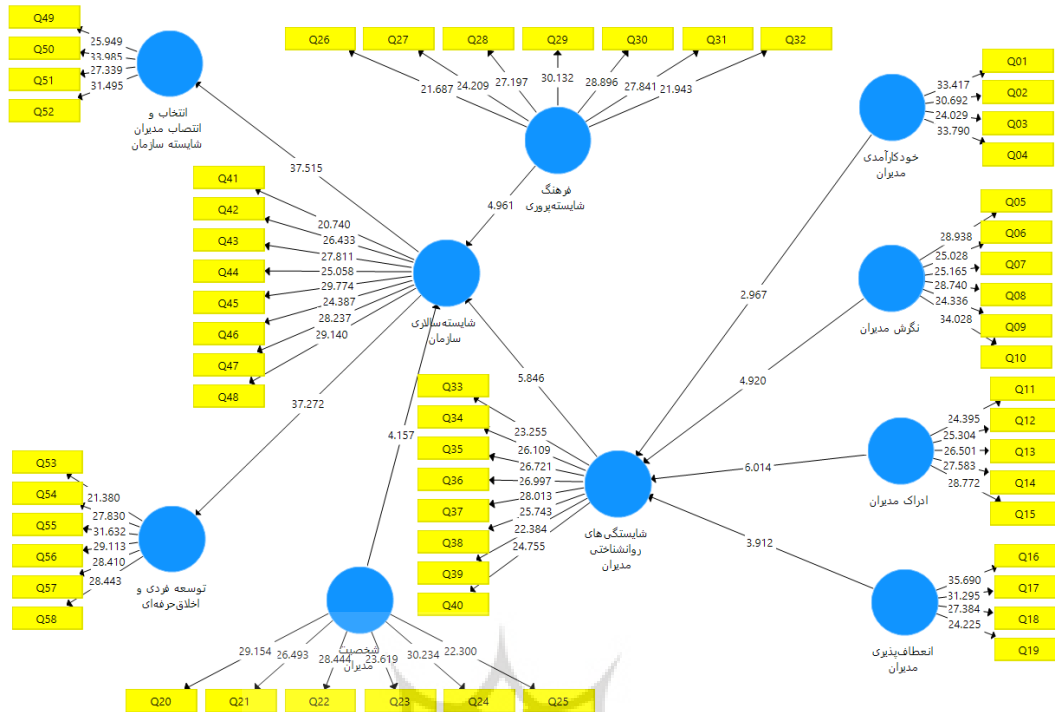 Q49
Q50
Q51
Q52
25.949
33.985
27.339
31.495
انتخاب و
انتصاب مدیران
شایسته سازمان
Q26
Q27
Q28
Q29
Q30
Q31
Q32
21.687
24.209
27.197
30.132
28.896
27.841
21.943
فرهنگ
شایسته‌پروری
Q01
Q02
Q03
Q04
33.417
30.692
24.029
33.790
خودکارآمدی
مدیران
37.515
4.961
2.967
Q41
Q42
Q43
Q44
Q45
Q46
Q47
Q48
20.740
26.433
27.811
25.058
29.774
24.387
28.237
29.140
شایسته‌سالاری
سازمان
Q05
Q06
Q07
Q08
Q09
Q10
28.938
25.028
25.165
28.740
24.336
34.028
نگرش مدیران
5.846
4.920
37.272
4.157
Q33
Q34
Q35
Q36
Q37
Q38
Q39
Q40
23.255
26.109
26.721
26.997
28.013
25.743
22.384
24.755
شایستگی‌های
روانشناختی
مدیران
6.014
3.912
Q11
Q12
Q13
Q14
Q15
24.395
25.304
26.501
27.583
28.772
ادراک مدیران
Q53
Q54
Q55
Q56
Q57
Q58
21.380
27.830
31.632
29.113
28.410
28.443
توسعه فردی و
اخلاق‌حرفه‌ای
Q16
Q17
Q18
Q19
35.690
31.295
27.384
24.225
انعطاف‌پذیری
مدیران
شخصیت
مدیران
29.154
26.493
28.444
23.619
30.234
22.300
Q20
Q21
Q22
Q23
Q24
Q25